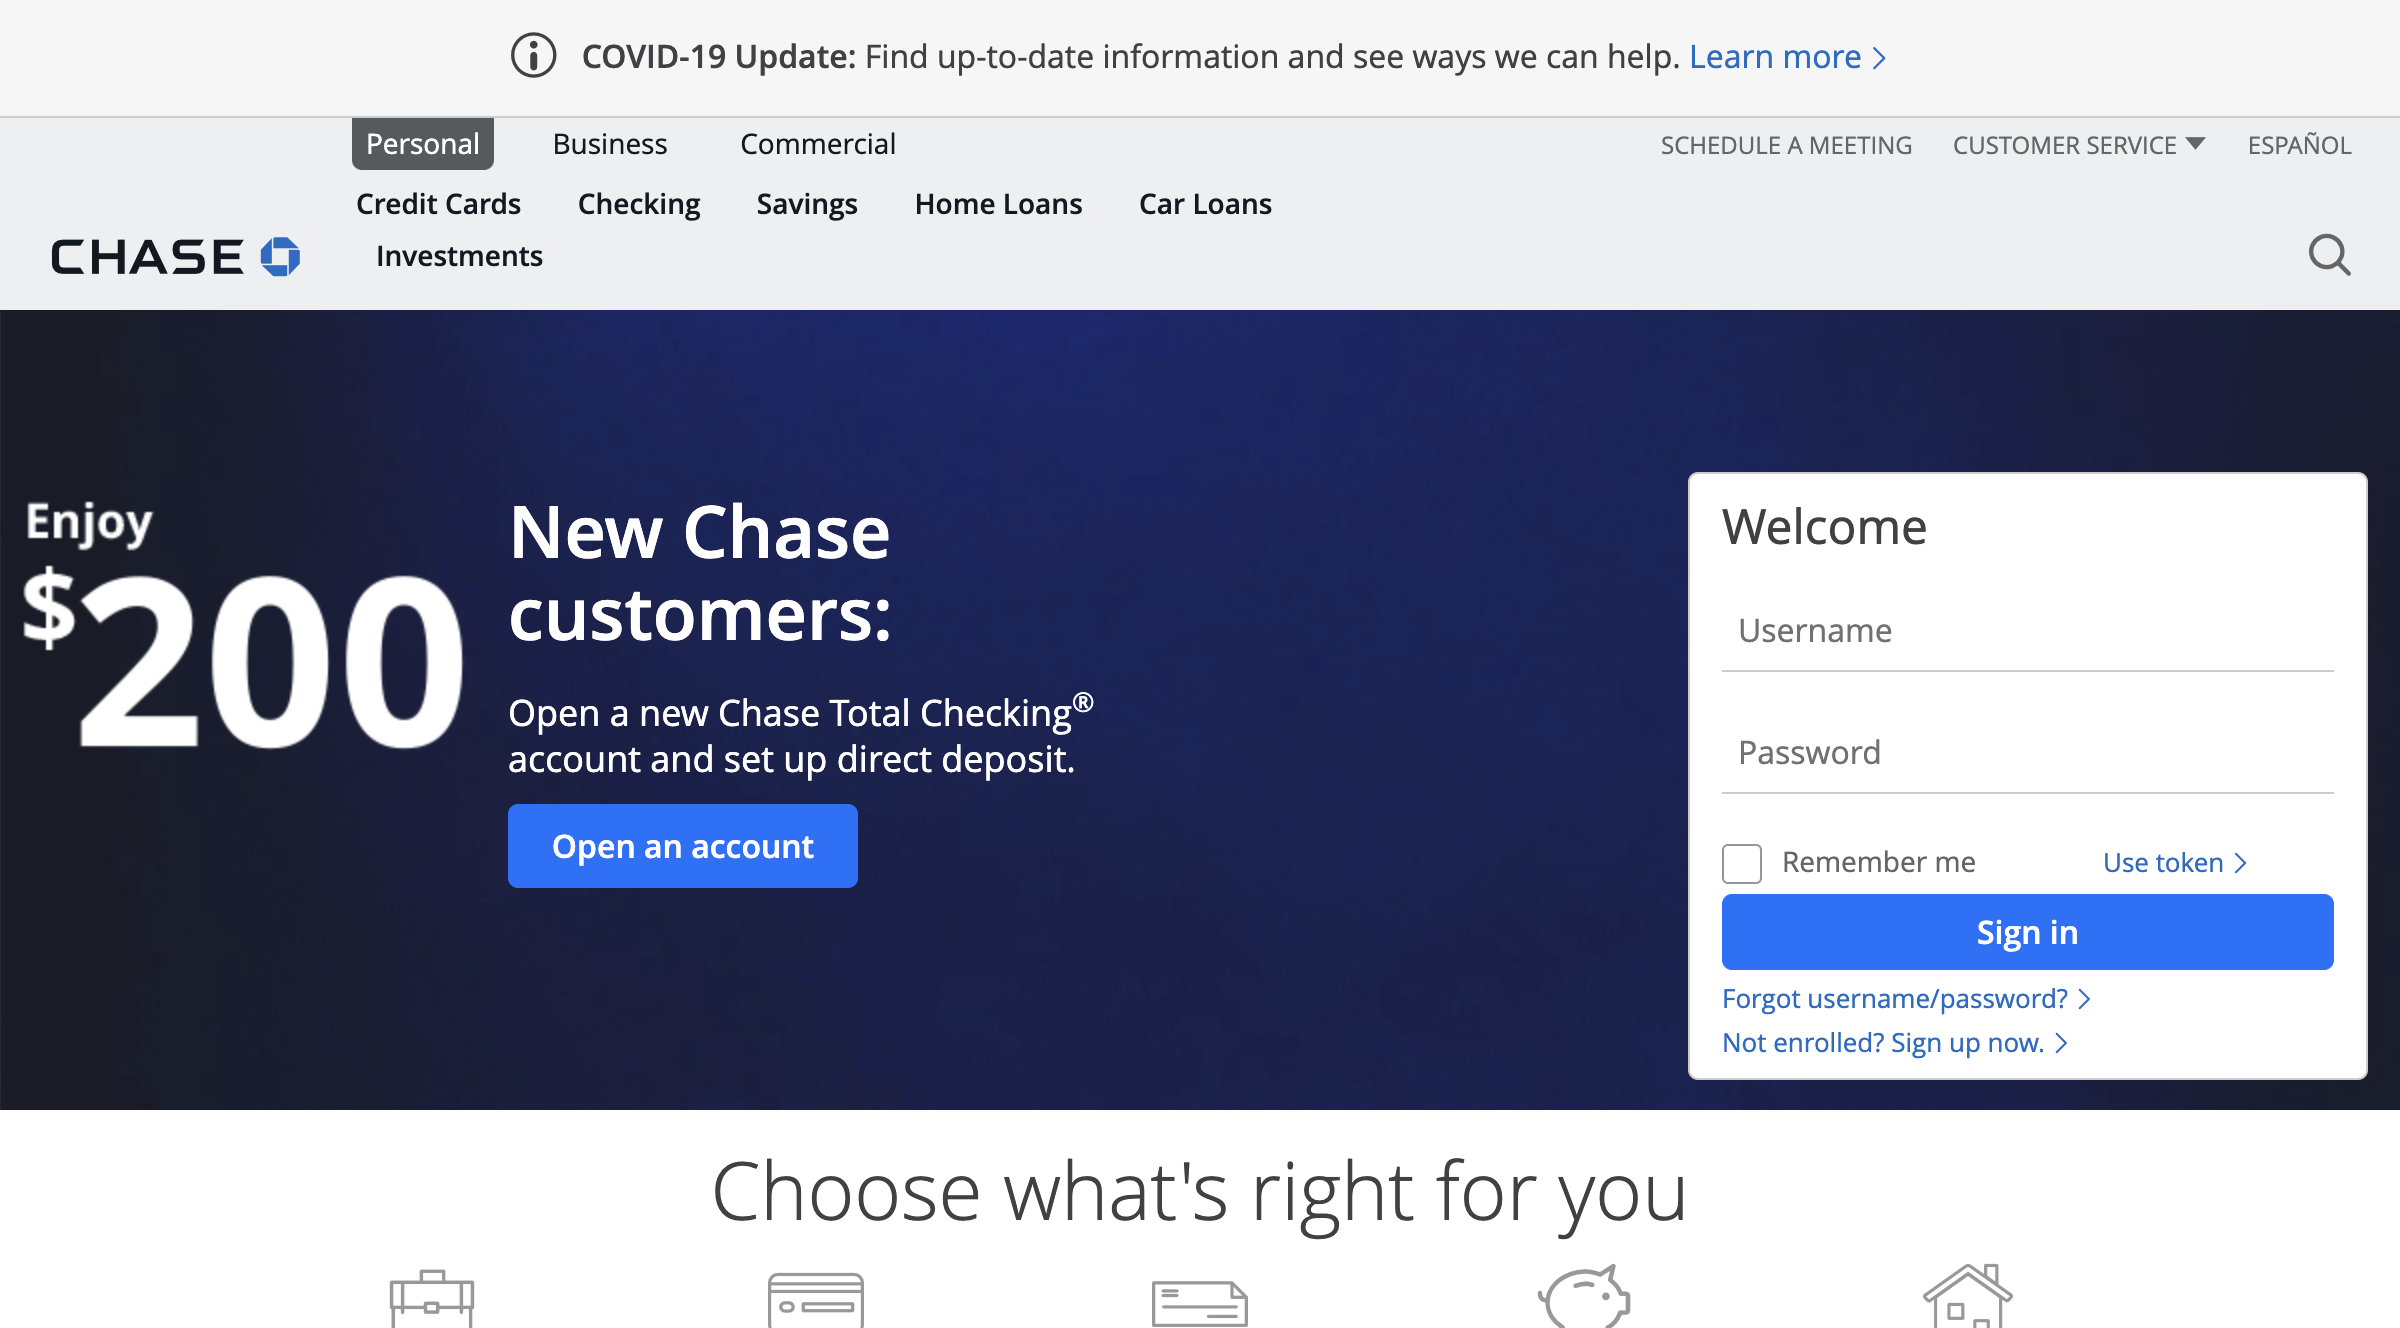 COVID-19 Update: Find up-to-date information and see ways we can help. Learn more
Personal Business Commercial
SCHEDULE A MEETING CUSTOMER SERVICE ESPAÑOL
Credit Cards Checking Savings Home Loans Car Loans
CHASE
Investments
Enjoy
$200
New Chase
customers:
Open a new Chase Total Checking®
account and set up direct deposit.
Open an account
Welcome
Username
Password
Remember me Use token
Sign in
Forgot username/password?
Not enrolled? Sign up now.
Choose what's right for you